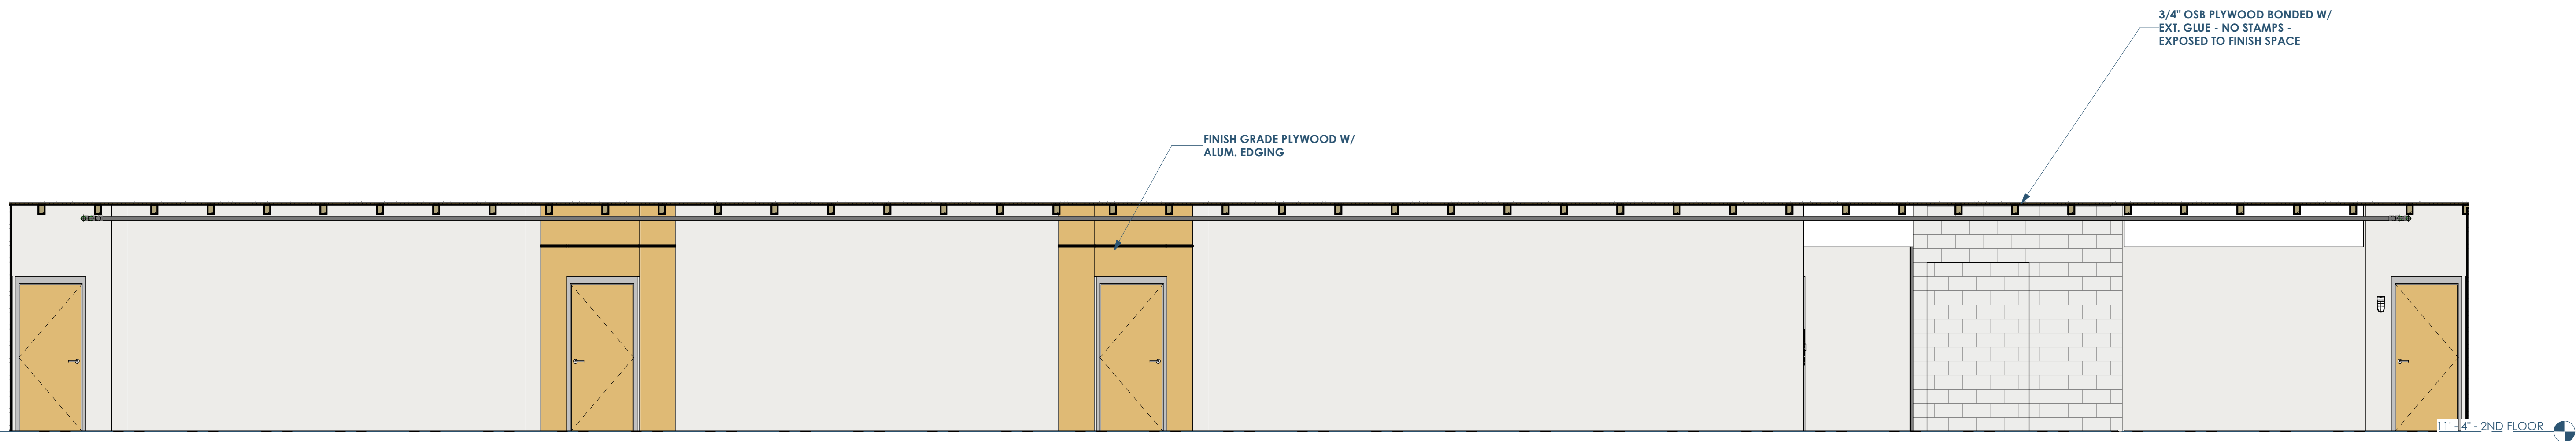 3/4" OSB PLYWOOD BONDED W/
EXT. GLUE - NO STAMPS -
EXPOSED TO FINISH SPACE
FINISH GRADE PLYWOOD W/
ALUM. EDGING
11' - 4" - 2ND FLOOR